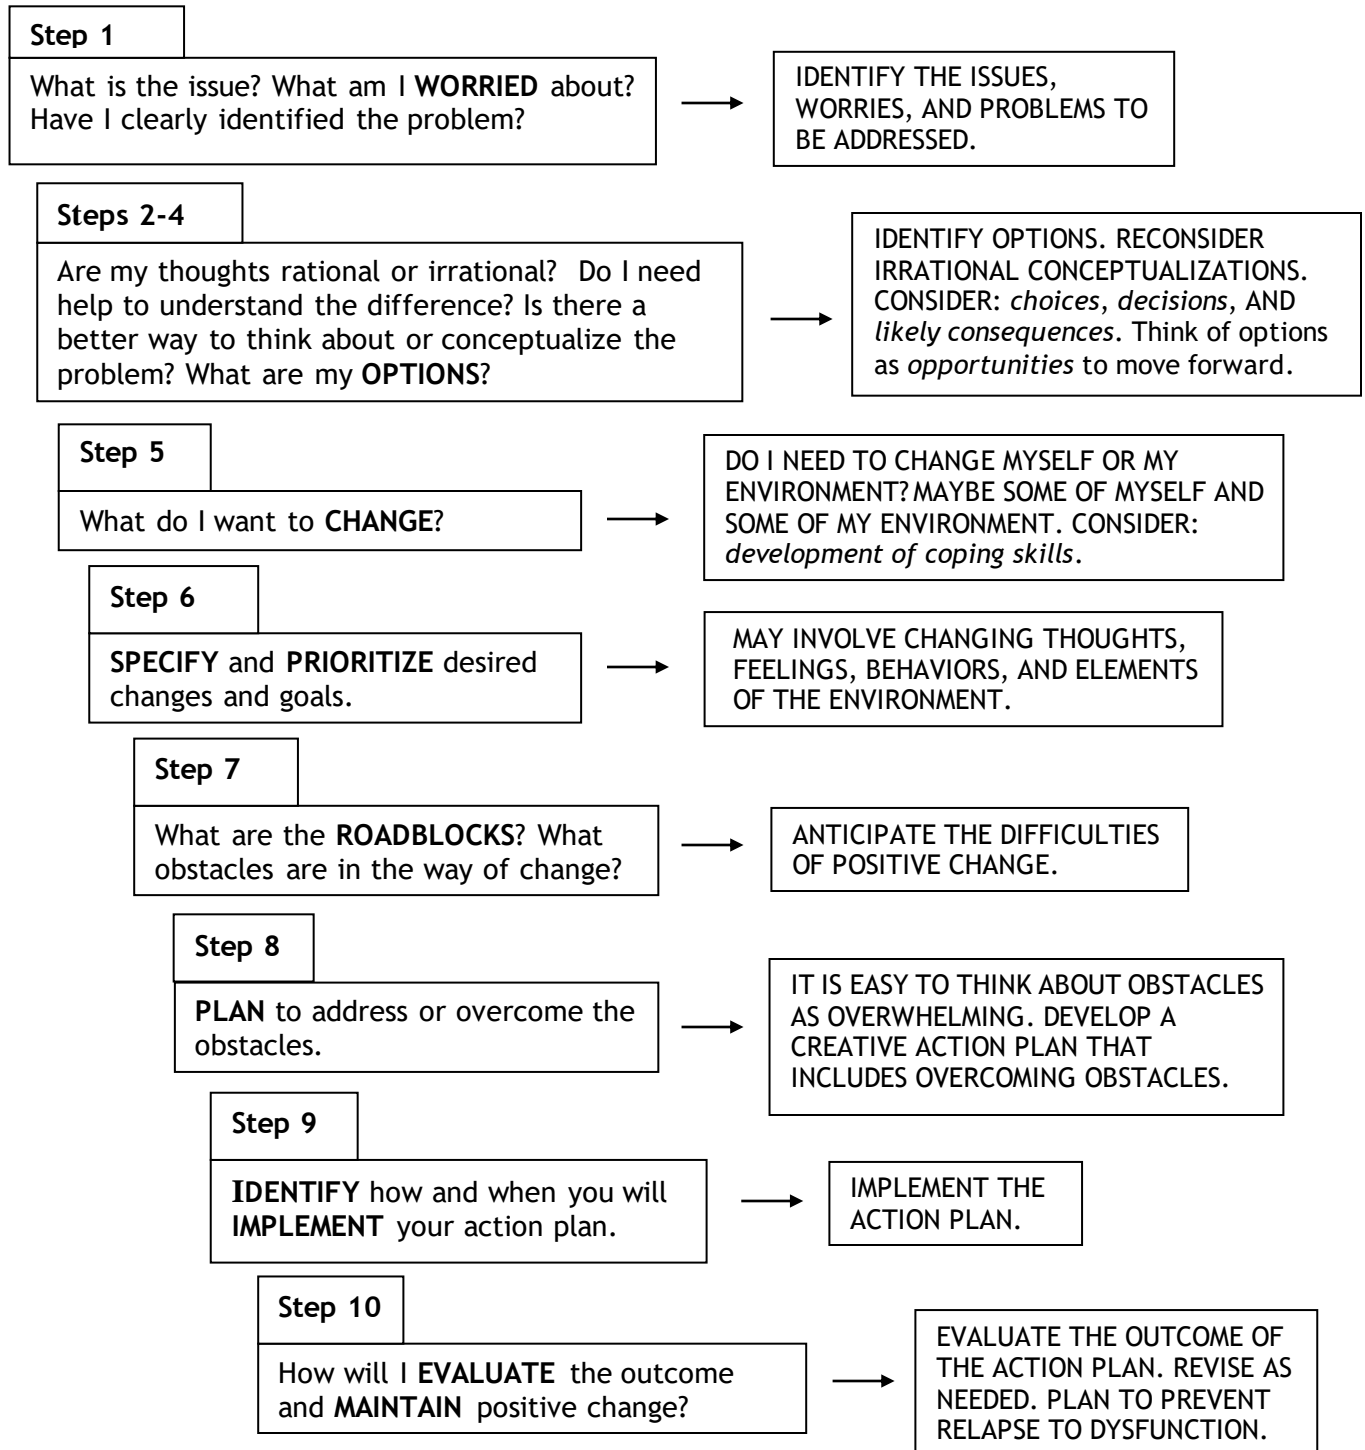 Step 1
What is the issue? What am I WORRIED about?
Have I clearly identified the problem?
IDENTIFY THE ISSUES,
WORRIES, AND PROBLEMS TO
BE ADDRESSED.
Steps 2-4
Are my thoughts rational or irrational? Do I need
help to understand the difference? Is there a
better way to think about or conceptualize the
problem? What are my OPTIONS?
IDENTIFY OPTIONS. RECONSIDER
IRRATIONAL CONCEPTUALIZATIONS.
CONSIDER: choices, decisions, AND
likely consequences. Think of options
as opportunities to move forward.
Step 5
What do I want to CHANGE?
DO I NEED TO CHANGE MYSELF OR MY
ENVIRONMENT? MAYBE SOME OF MYSELF AND
SOME OF MY ENVIRONMENT. CONSIDER:
development of coping skills.
Step 6
SPECIFY and PRIORITIZE desired
changes and goals.
MAY INVOLVE CHANGING THOUGHTS,
FEELINGS, BEHAVIORS, AND ELEMENTS
OF THE ENVIRONMENT.
Step 7
What are the ROADBLOCKS? What
obstacles are in the way of change?
ANTICIPATE THE DIFFICULTIES
OF POSITIVE CHANGE.
Step 8
PLAN to address or overcome the
obstacles.
IT IS EASY TO THINK ABOUT OBSTACLES
AS OVERWHELMING. DEVELOP A
CREATIVE ACTION PLAN THAT
INCLUDES OVERCOMING OBSTACLES.
Step 9
IDENTIFY how and when you will
IMPLEMENT your action plan.
IMPLEMENT THE
ACTION PLAN.
Step 10
How will I EVALUATE the outcome
and MAINTAIN positive change?
EVALUATE THE OUTCOME OF
THE ACTION PLAN. REVISE AS
NEEDED. PLAN TO PREVENT
RELAPSE TO DYSFUNCTION.